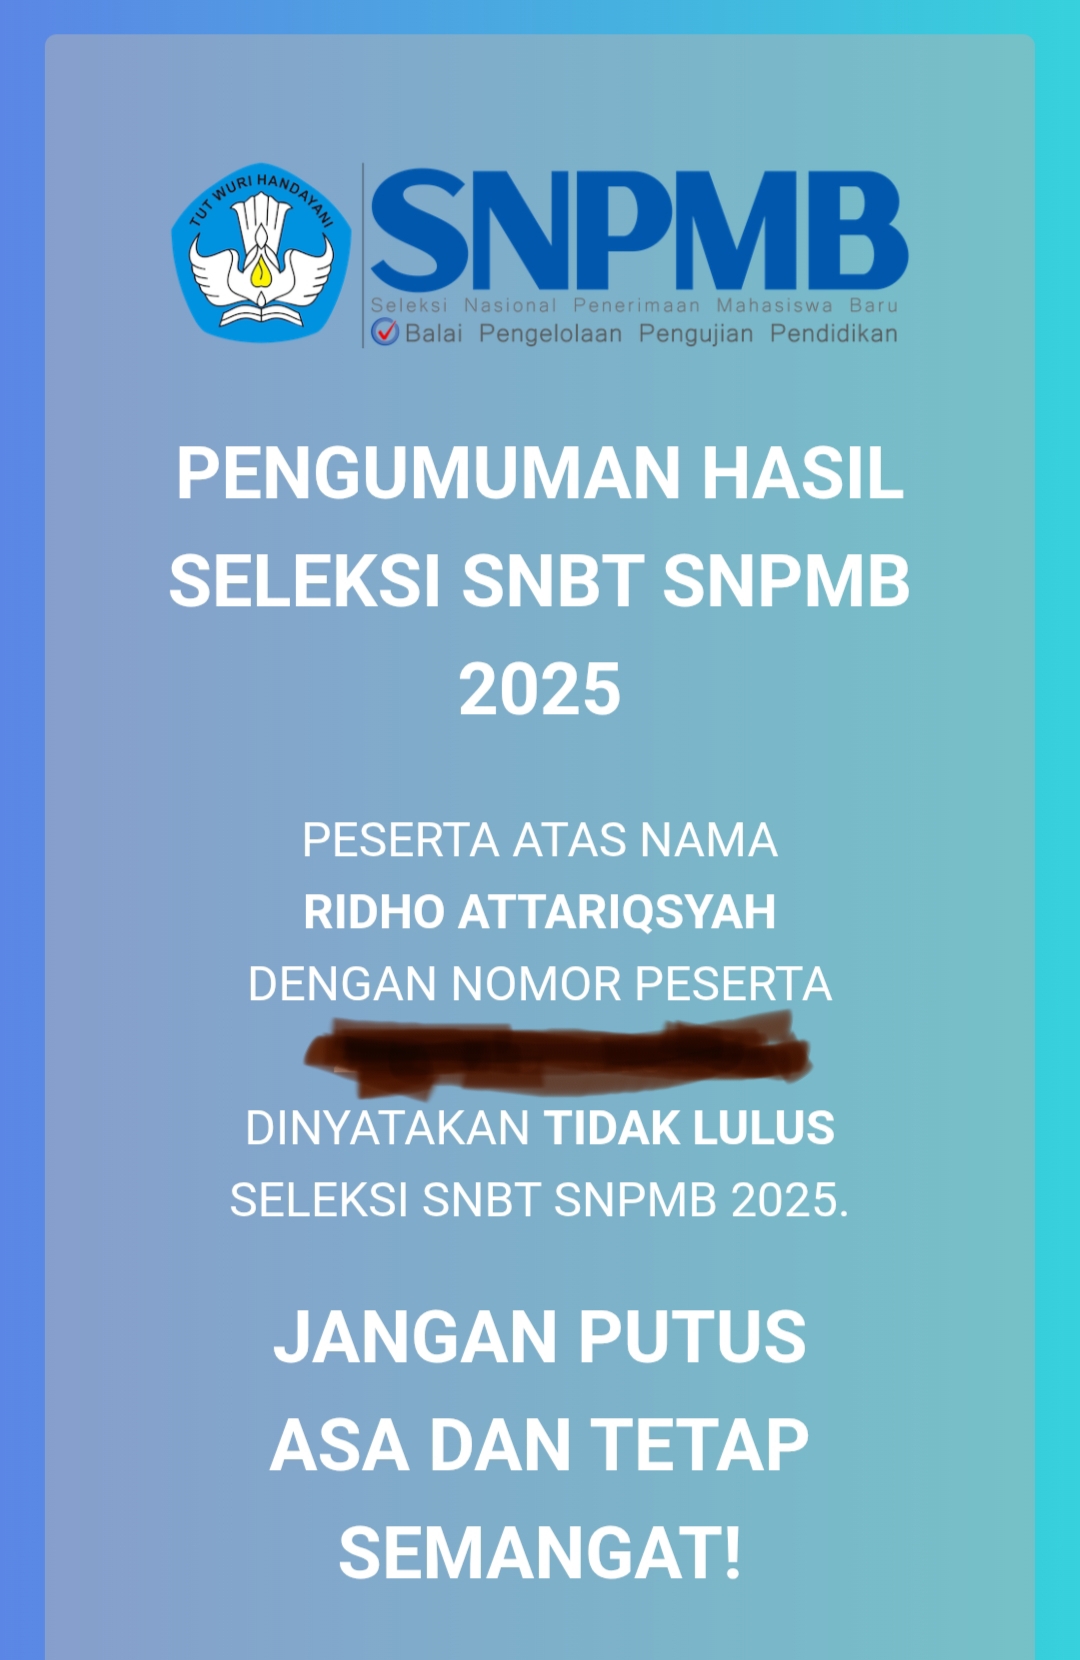 TUT WURI HANDAYANI
SNPMB
Seleksi Nasional Penerimaan Mahasiswa Baru
Balai Pengelolaan Pengujian Pendidikan
PENGUMUMAN HASIL
SELEKSI SNBT SNPMB
2025
PESERTA ATAS NAMA
RIDHO ATTARIQSYAH
DENGAN NOMOR PESERTA
DINYATAKAN TIDAK LULUS
SELEKSI SNBT SNPMB 2025.
JANGAN PUTUS
ASA DAN TETAP
SEMANGAT!